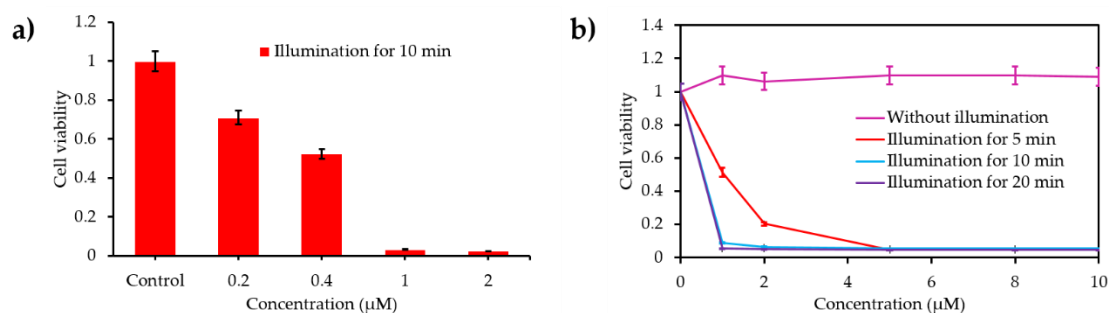 a)
1.2
1
0.8
0.6
0.4
0.2
0
Cell viability
Illumination for 10 min
Control 0.2 0.4 1 2
Concentration (µM)
b)
1.4
1.2
1
0.8
0.6
0.4
0.2
0
Cell viability
Without illumination
Illumination for 5 min
Illumination for 10 min
Illumination for 20 min
0 2 4 6 8 10
Concentration (µM)